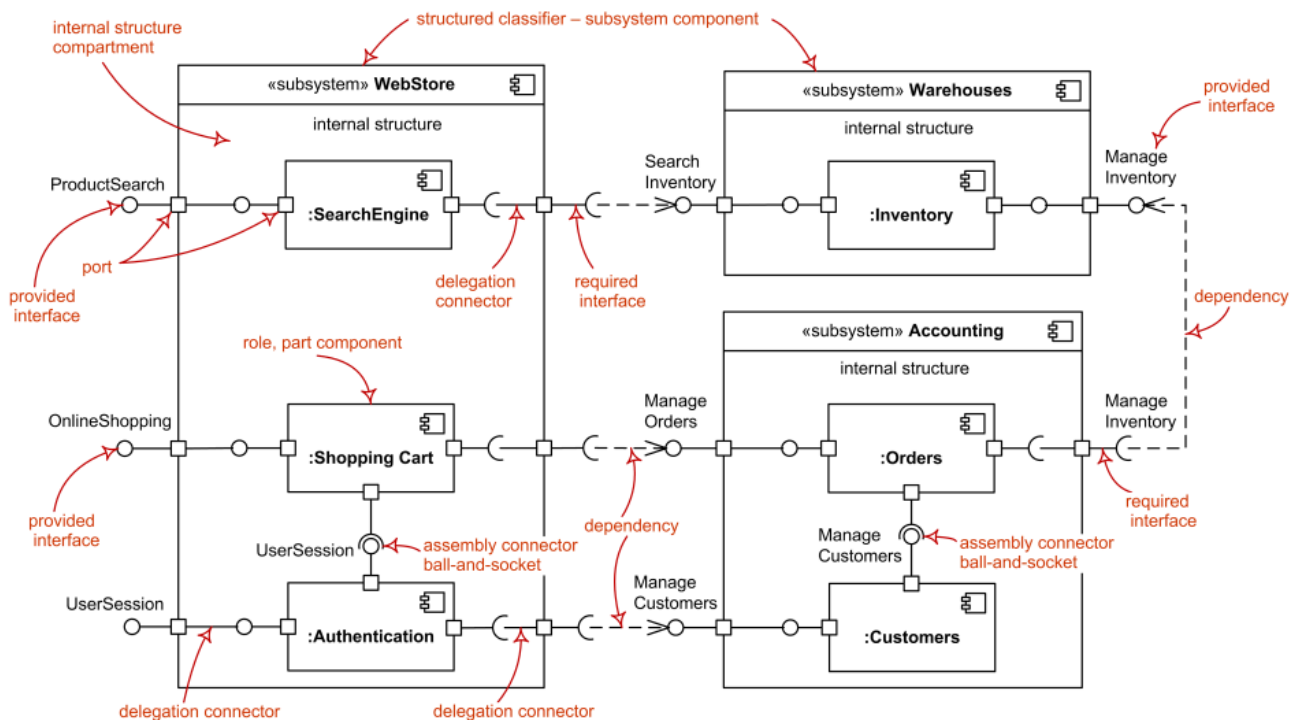 structured classifier – subsystem component
internal structure
compartment
«subsystem» WebStore
internal structure
«subsystem» Warehouses
internal structure
provided
interface
ProductSearch
:SearchEngine
Search
Inventory
:Inventory
Manage
Inventory
port
provided
interface
delegation
connector
required
interface
dependency
role, part component
«subsystem» Accounting
internal structure
OnlineShopping
:Shopping Cart
Manage
Orders
:Orders
Manage
Inventory
provided
interface
dependency
required
interface
UserSession
assembly connector
ball-and-socket
Manage
Customers
assembly connector
ball-and-socket
UserSession
:Authentication
Manage
Customers
:Customers
delegation connector
delegation connector